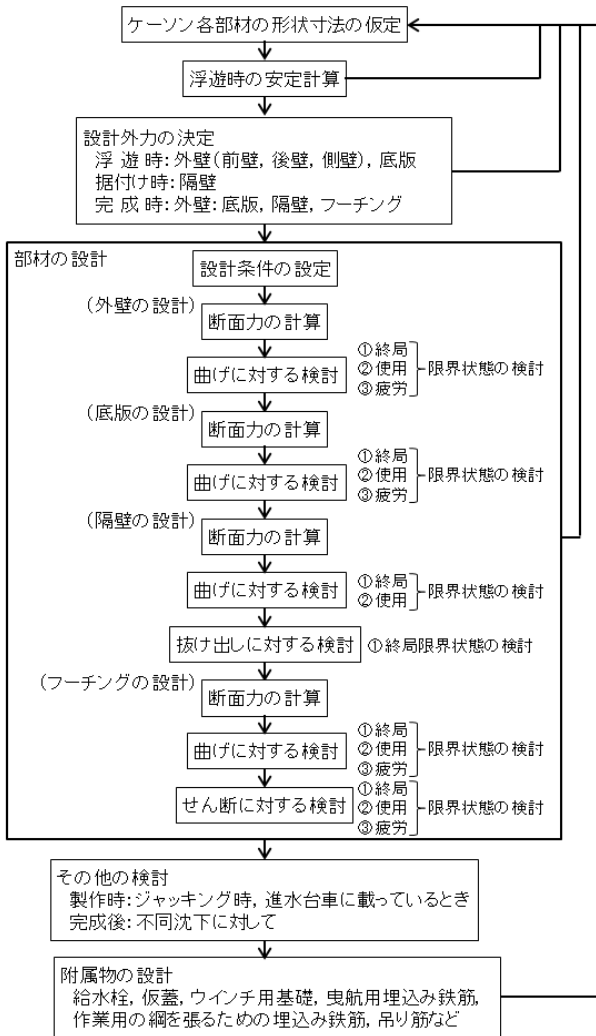 ケーソン各部材の形状寸法の仮定
浮遊時の安定計算
設計外力の決定
浮 遊 時：外壁（前壁，後壁，側壁），底版
据付け時：隔壁
完 成 時：外壁：底版，隔壁，フーチング
部材の設計
設計条件の設定
（外壁の設計）
断面力の計算
曲げに対する検討
①終局
②使用
③疲労
限界状態の検討
（底版の設計）
断面力の計算
曲げに対する検討
①終局
②使用
③疲労
限界状態の検討
（隔壁の設計）
断面力の計算
曲げに対する検討
①終局
②使用
限界状態の検討
抜け出しに対する検討
①終局限界状態の検討
（フーチングの設計）
断面力の計算
曲げに対する検討
①終局
②使用
③疲労
限界状態の検討
せん断に対する検討
①終局
②使用
③疲労
限界状態の検討
その他の検討
製作時：ジャッキング時，進水台車に載っているとき
完成後：不同沈下に対して
附属物の設計
給水栓，仮蓋，ウインチ用基礎，曳航用埋込み鉄筋，
作業用の綱を張るための埋込み鉄筋，吊り筋など